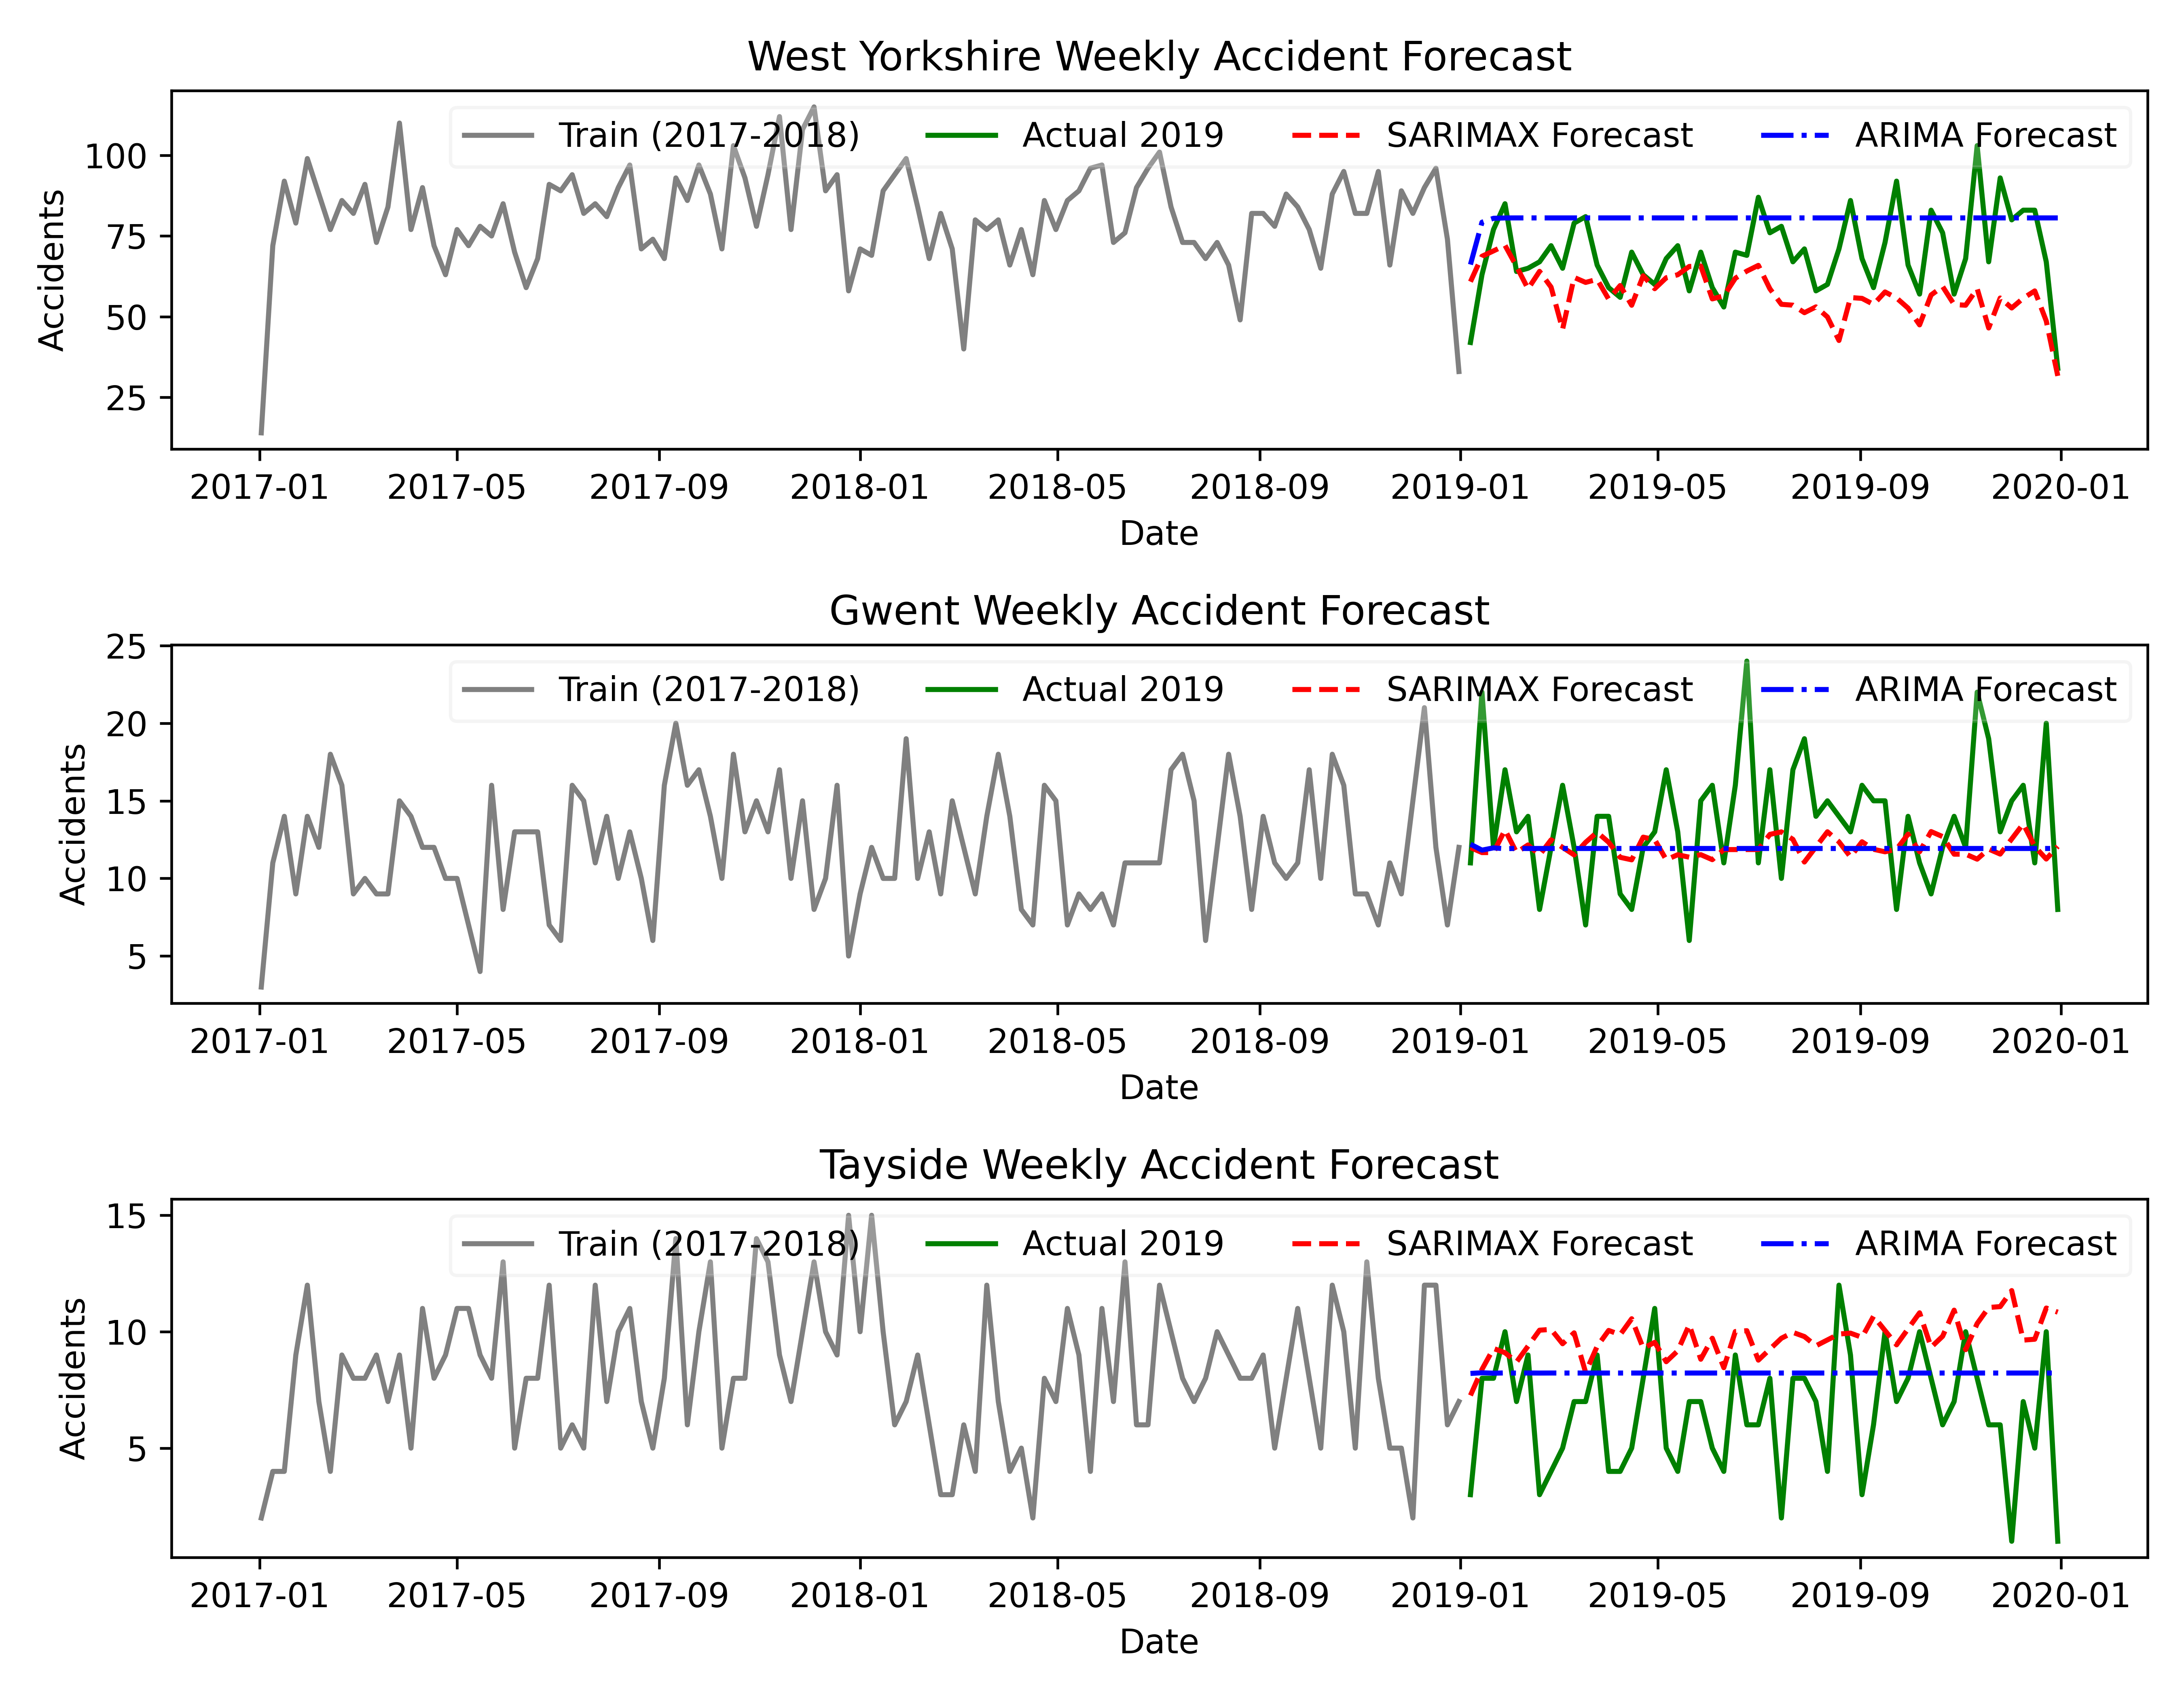 West Yorkshire Weekly Accident Forecast
Train (2017-2018) Actual 2019 SARIMAX Forecast ARIMA Forecast
100
75
50
25
Accidents
2017-01 2017-05 2017-09 2018-01 2018-05 2018-09 2019-01 2019-05 2019-09 2020-01
Date
Gwent Weekly Accident Forecast
Train (2017-2018) Actual 2019 SARIMAX Forecast ARIMA Forecast
25
20
15
10
5
Accidents
2017-01 2017-05 2017-09 2018-01 2018-05 2018-09 2019-01 2019-05 2019-09 2020-01
Date
Tayside Weekly Accident Forecast
Train (2017-2018) Actual 2019 SARIMAX Forecast ARIMA Forecast
15
10
5
Accidents
2017-01 2017-05 2017-09 2018-01 2018-05 2018-09 2019-01 2019-05 2019-09 2020-01
Date